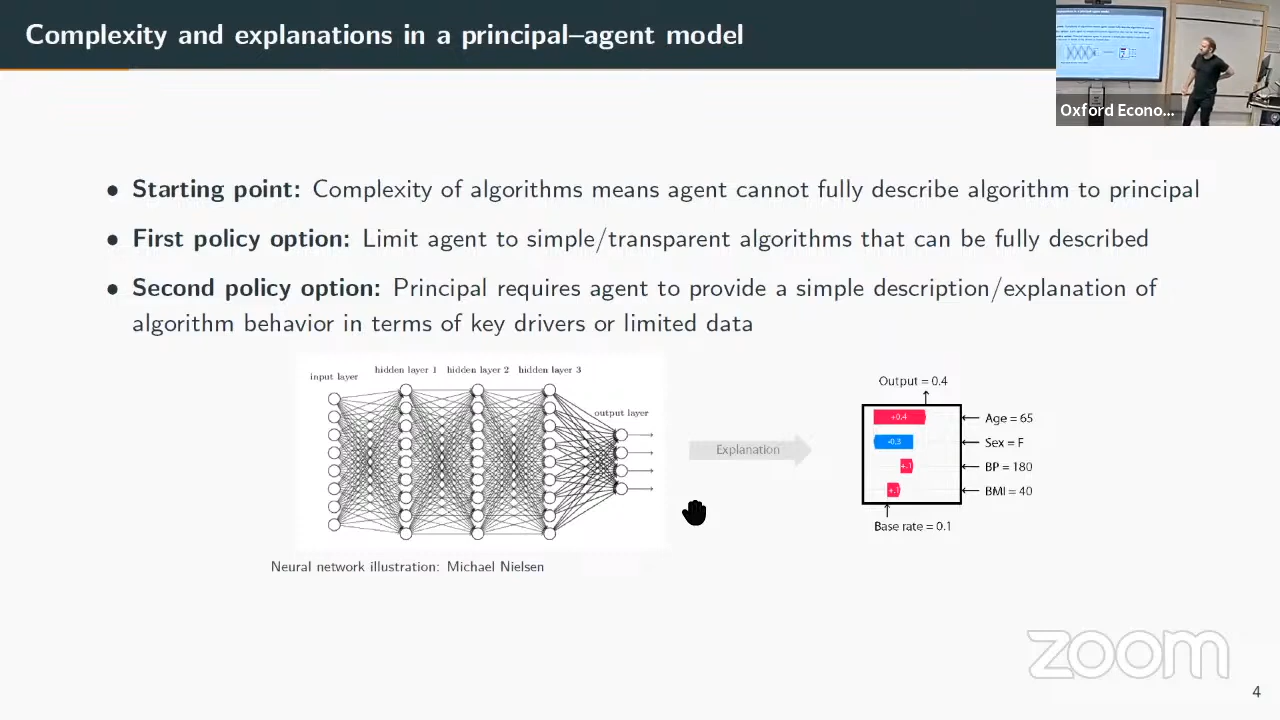 Complexity and explanation in a principal–agent model
Oxford Econo...
● Starting point: Complexity of algorithms means agent cannot fully describe algorithm to principal
● First policy option: Limit agent to simple/transparent algorithms that can be fully described
● Second policy option: Principal requires agent to provide a simple description/explanation of
algorithm behavior in terms of key drivers or limited data
input layer
hidden layer 1 hidden layer 2 hidden layer 3
output layer
Neural network illustration: Michael Nielsen
Explanation
Output = 0.4
+0.4 Age = 65
-0.3 Sex = F
+.1 BP = 180
+.1 BMI = 40
Base rate = 0.1
zoom
4